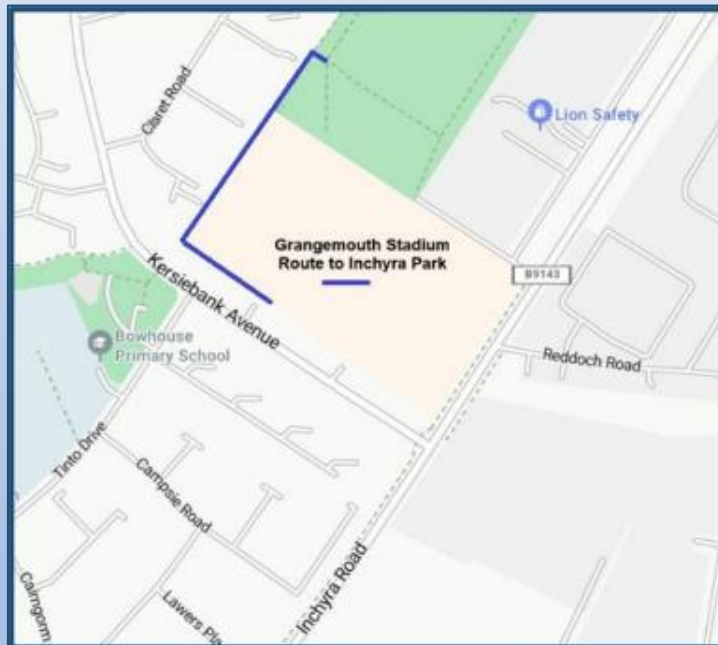 Claret Road
Lion Safety
Grangemouth Stadium
Route to Inchyra Park
B9143
Kersiebank Avenue
Bowhouse
Primary School
Reddoch Road
Tinto Drive
Campsie Road
Inchyra Road
Cairngorm
Lawers Pla